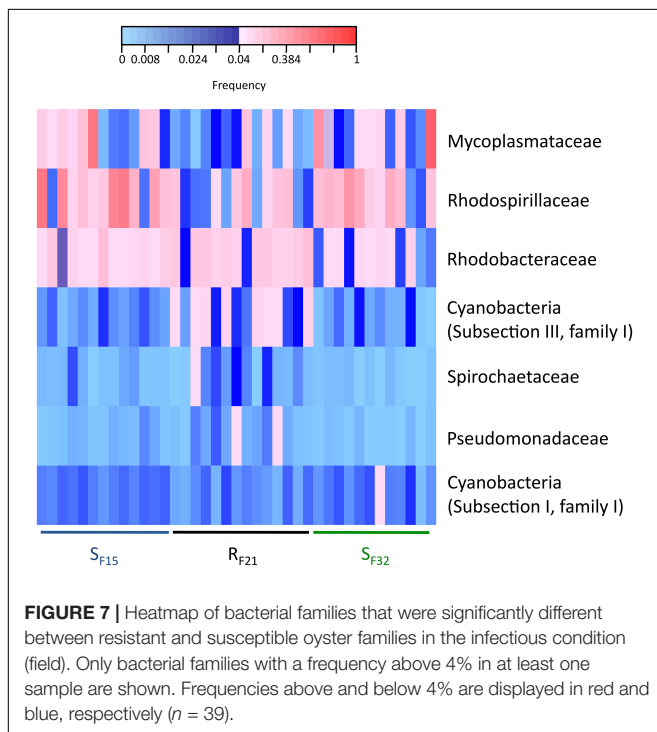 0 0.008 0.024 0.04 0.384 1
Frequency
Mycoplasmataceae
Rhodospirillaceae
Rhodobacteraceae
Cyanobacteria
(Subsection III, family I)
Spirochaetaceae
Pseudomonadaceae
Cyanobacteria
(Subsection I, family I)
SF15 RF21 SF32
FIGURE 7 | Heatmap of bacterial families that were significantly different
between resistant and susceptible oyster families in the infectious condition
(field). Only bacterial families with a frequency above 4% in at least one
sample are shown. Frequencies above and below 4% are displayed in red and
blue, respectively (n = 39).